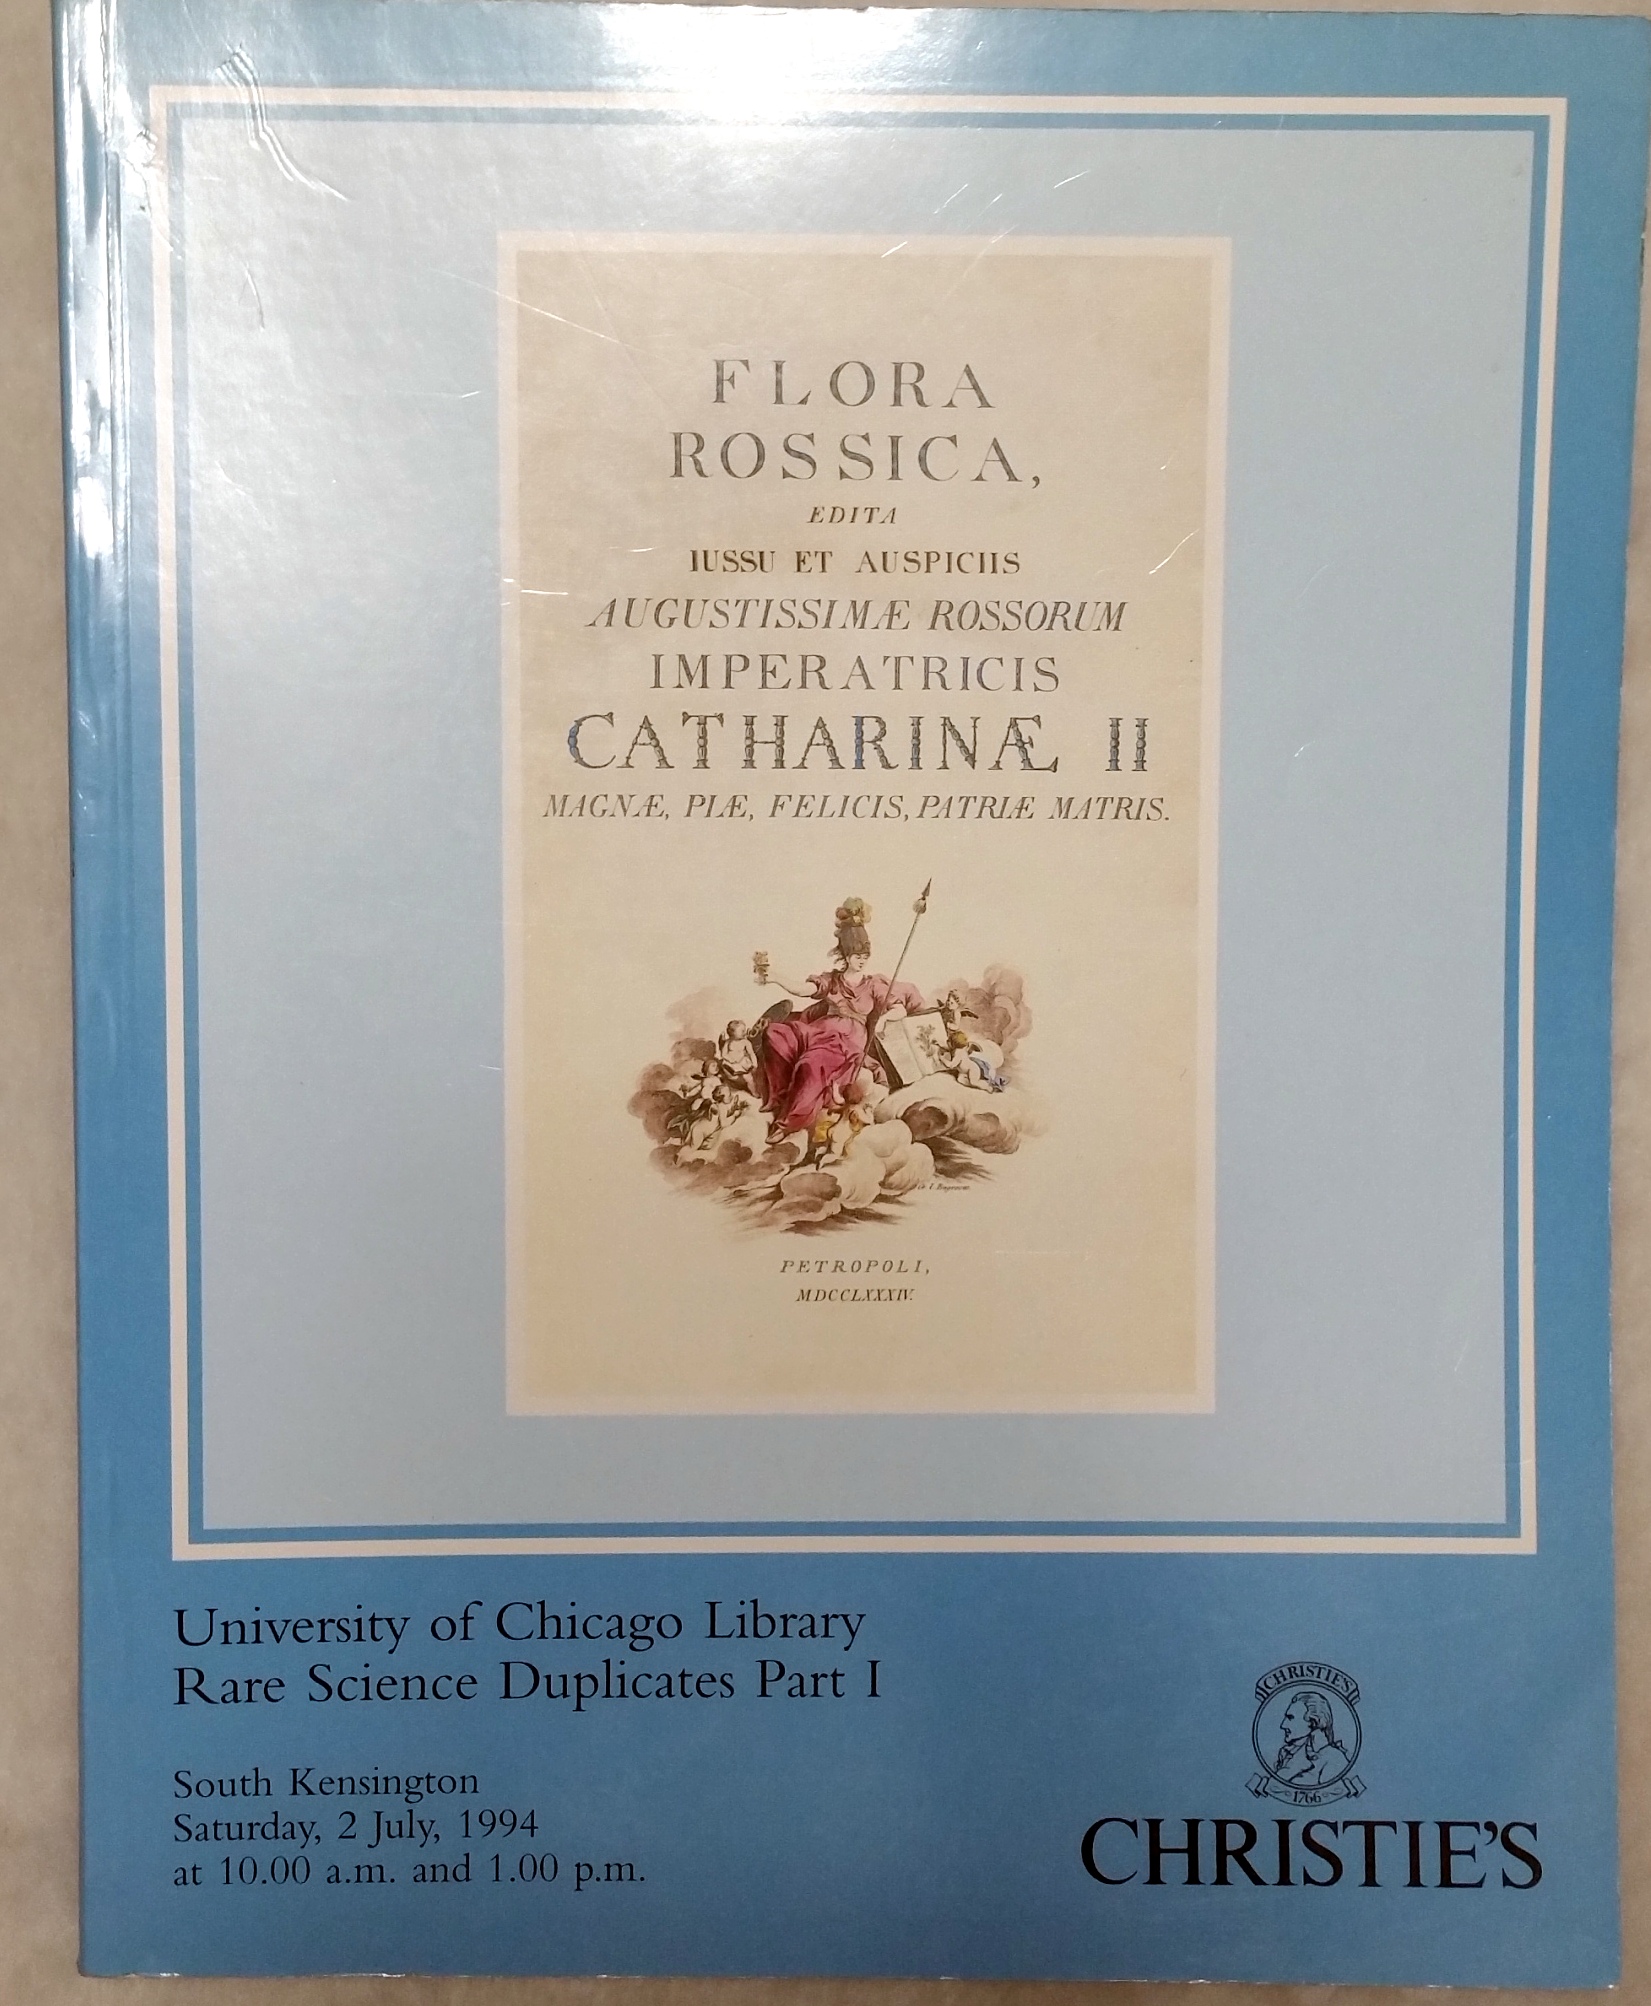 FLORA
ROSSICA,
EDITA
IUSSU ET AUSPICIIS
AUGUSTISSIMÆ ROSSORUM
IMPERATRICIS
CATHARINÆ II
MAGNÆ, PIÆ, FELICIS, PATRIÆ MATRIS.
PETROPOLI,
MDCCLXXXIV.
University of Chicago Library
Rare Science Duplicates Part I
South Kensington
Saturday, 2 July, 1994
at 10.00 a.m. and 1.00 p.m.
CHRISTIE'S
1766
CHRISTIE'S